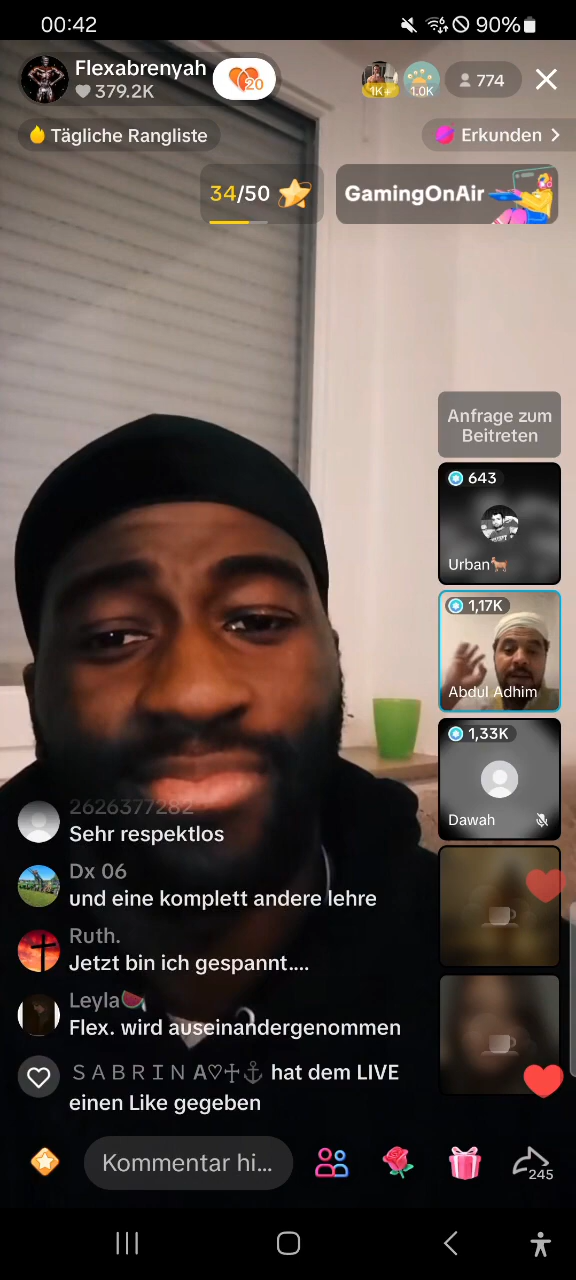 00:42
90%
Flexabrenyah
379.2K
20
1K+
1.0K
774
Tägliche Rangliste
Erkunden
34/50
GamingOnAir
Anfrage zum
Beitreten
643
Urban🐐
1,17K
Abdul Adhim
1,33K
Dawah
2626377282
Sehr respektlos
Dx 06
und eine komplett andere lehre
Ruth.
Jetzt bin ich gespannt....
Leyla🍉
Flex. wird auseinandergenommen
S A B R I N A♡☩⚓ hat dem LIVE
einen Like gegeben
Kommentar hi...
245